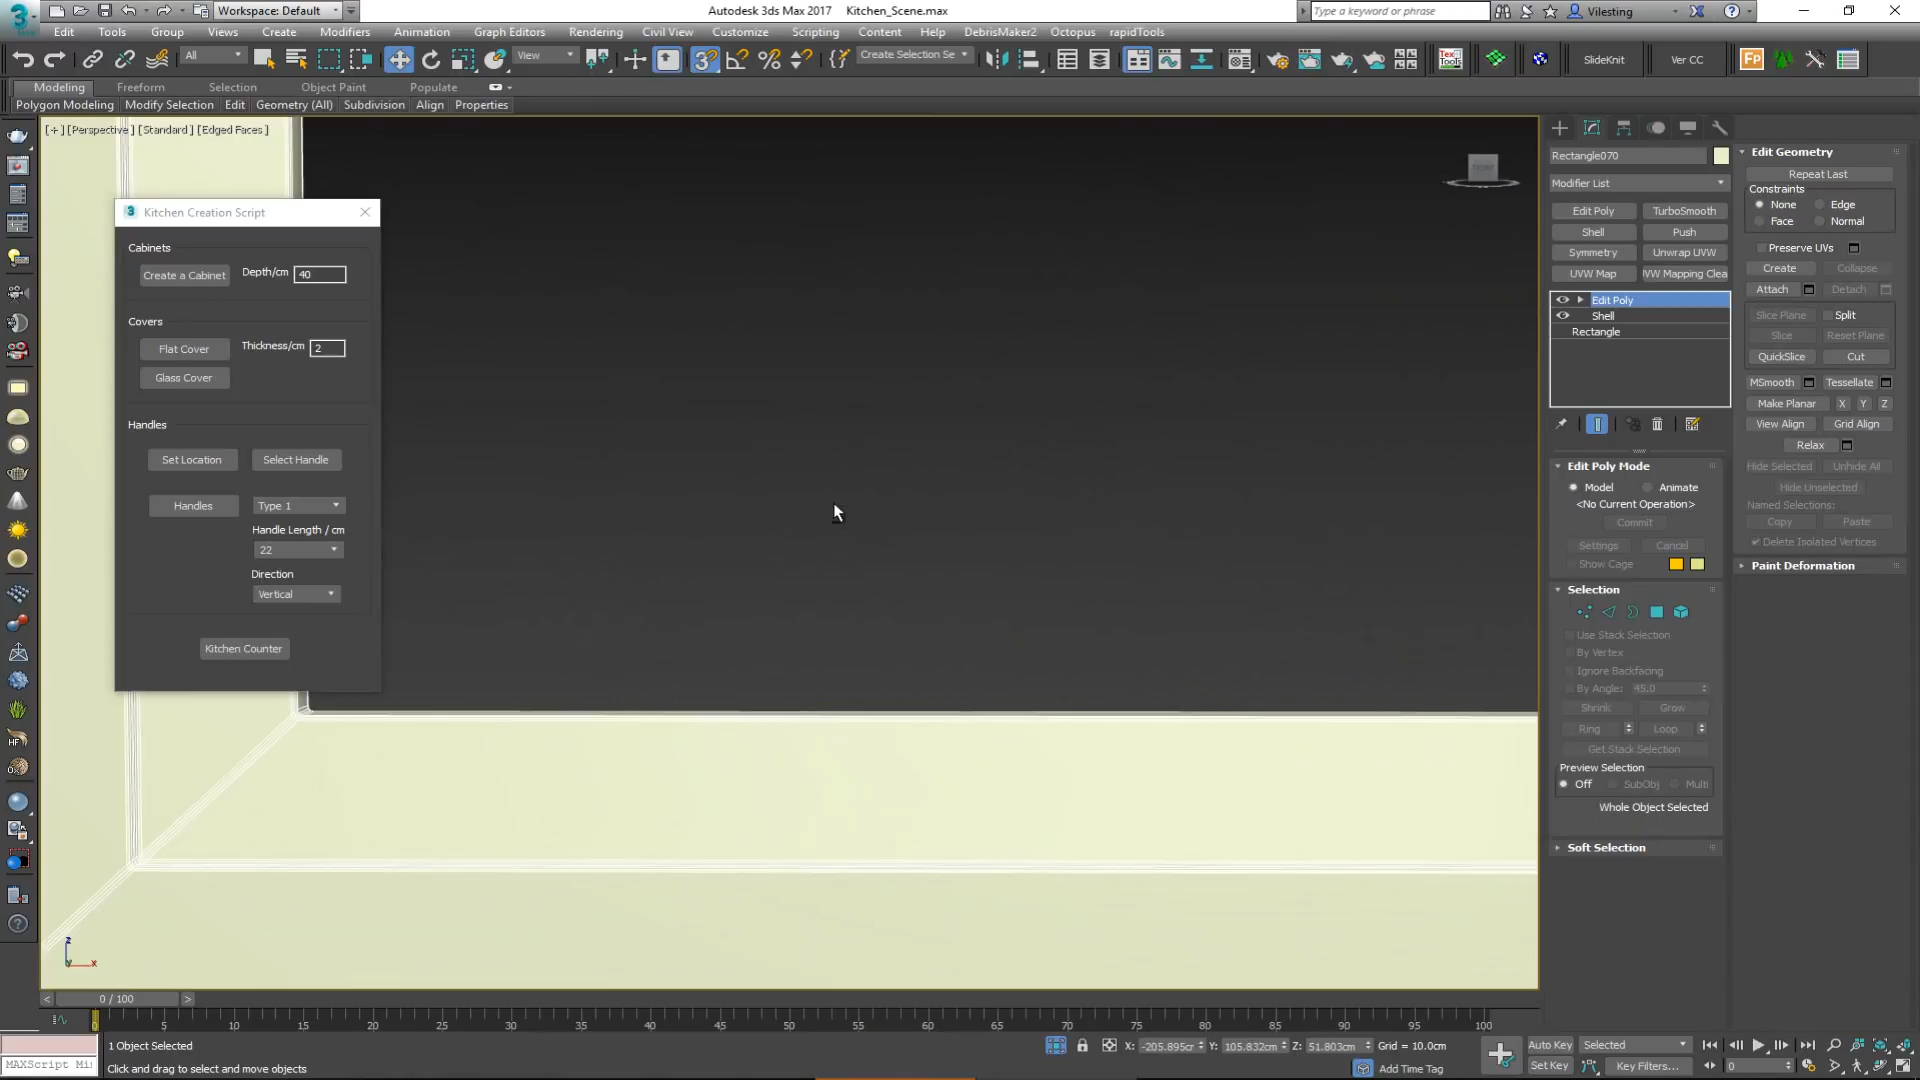 Workspace: Default
Autodesk 3ds Max 2017 Kitchen_Scene.max
Type a keyword or phrase
Vilesting
Edit Tools Group Views Create Modifiers Animation Graph Editors Rendering Civil View Customize Scripting Content Help DebrisMaker2 Octopus rapidTools
All
View
Create Selection Se
SlideKnit
Ver CC
Modeling Freeform Selection Object Paint Populate
Polygon Modeling Modify Selection Edit Geometry (All) Subdivision Align Properties
[+] [Perspective] [Standard] [Edged Faces]
Kitchen Creation Script
Cabinets
Create a Cabinet Depth/cm 40
Covers
Flat Cover Thickness/cm 2
Glass Cover
Handles
Set Location Select Handle
Handles Type 1
Handle Length / cm
22
Direction
Vertical
Kitchen Counter
Rectangle070
Modifier List
Edit Poly TurboSmooth
Shell Push
Symmetry Unwrap UVW
UVW Map VW Mapping Clea
Edit Poly
Shell
Rectangle
Edit Poly Mode
Model Animate
<No Current Operation>
Commit
Settings Cancel
Show Cage
Selection
Use Stack Selection
By Vertex
Ignore Backfacing
By Angle: 45.0
Shrink Grow
Ring Loop
Get Stack Selection
Preview Selection
Off SubObj Multi
Whole Object Selected
Soft Selection
Edit Geometry
Repeat Last
Constraints
None Edge
Face Normal
Preserve UVs
Create Collapse
Attach Detach
Slice Plane Split
Slice Reset Plane
QuickSlice Cut
MSmooth Tessellate
Make Planar X Y Z
View Align Grid Align
Relax
Hide Selected Unhide All
Hide Unselected
Named Selections:
Copy Paste
Delete Isolated Vertices
Paint Deformation
z
x
< 0 / 100 >
0 5 10 15 20 25 30 35 40 45 50 55 60 65 70 75 80 85 90 95 100
1 Object Selected
X: -205.895cr Y: 105.832cm Z: 51.803cm Grid = 10.0cm
Auto Key Selected
MAXScript Mi
Click and drag to select and move objects
Add Time Tag
Set Key Key Filters...
0